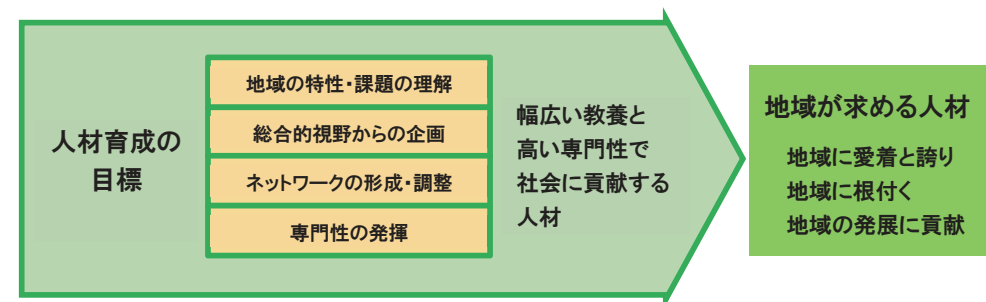 人材育成の
目標
地域の特性・課題の理解
総合的視野からの企画
ネットワークの形成・調整
専門性の発揮
幅広い教養と
高い専門性で
社会に貢献する
人材
地域が求める人材
地域に愛着と誇り
地域に根付く
地域の発展に貢献